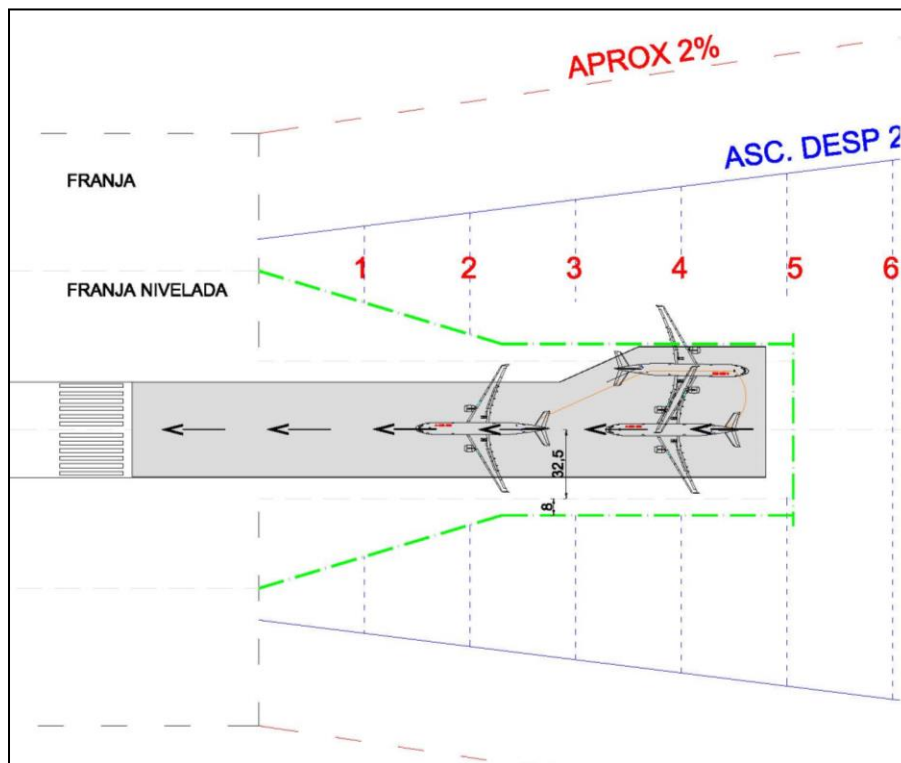 APROX 2%
ASC. DESP 2
FRANJA
FRANJA NIVELADA
1 2 3 4 5 6
32,5
8